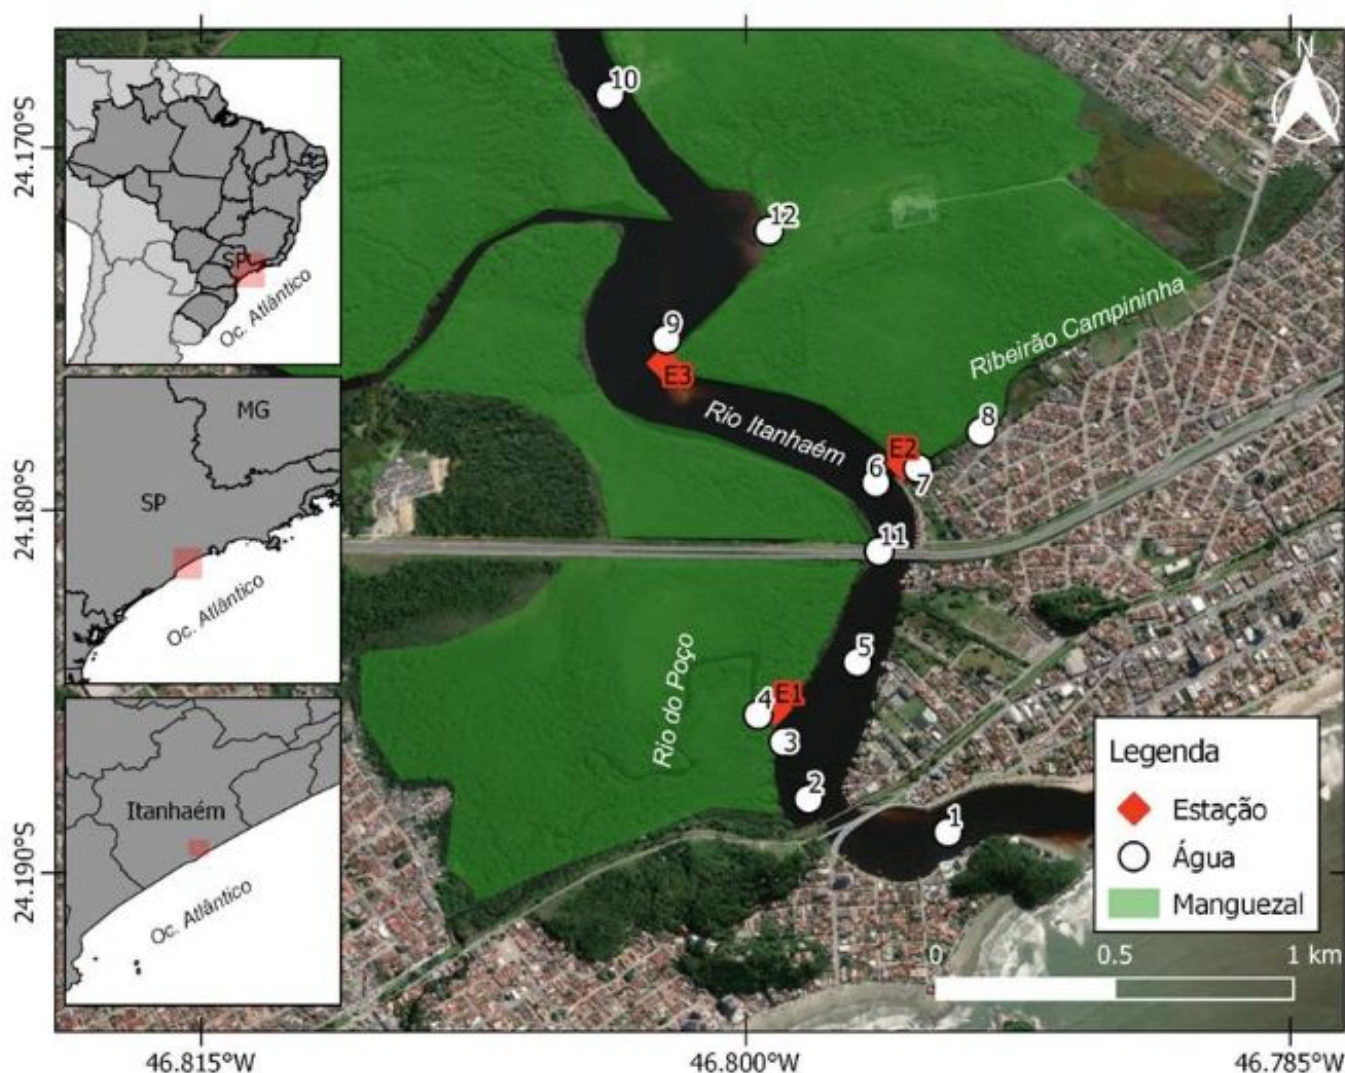 10
N
24.170°S
12
SP
Oc. Atlântico
9
E3
Ribeirão Campininha
MG
Rio Itanhaém
8
E2
6
7
SP
24.180°S
11
Oc. Atlântico
Rio do Poço
5
4
E1
3
Legenda
2
Estação
Itanhaém
1
Água
24.190°S
Manguezal
Oc. Atlântico
0 0.5 1 km
46.815°W 46.800°W 46.785°W